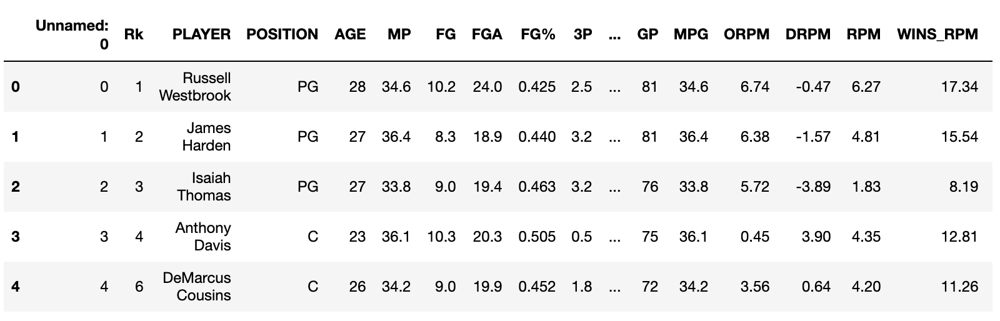 Unnamed: 0 Rk PLAYER POSITION AGE MP FG FGA FG% 3P ... GP MPG ORPM DRPM RPM WINS_RPM
0 0 1 Russell Westbrook PG 28 34.6 10.2 24.0 0.425 2.5 ... 81 34.6 6.74 -0.47 6.27 17.34
1 1 2 James Harden PG 27 36.4 8.3 18.9 0.440 3.2 ... 81 36.4 6.38 -1.57 4.81 15.54
2 2 3 Isaiah Thomas PG 27 33.8 9.0 19.4 0.463 3.2 ... 76 33.8 5.72 -3.89 1.83 8.19
3 3 4 Anthony Davis C 23 36.1 10.3 20.3 0.505 0.5 ... 75 36.1 0.45 3.90 4.35 12.81
4 4 6 DeMarcus Cousins C 26 34.2 9.0 19.9 0.452 1.8 ... 72 34.2 3.56 0.64 4.20 11.26